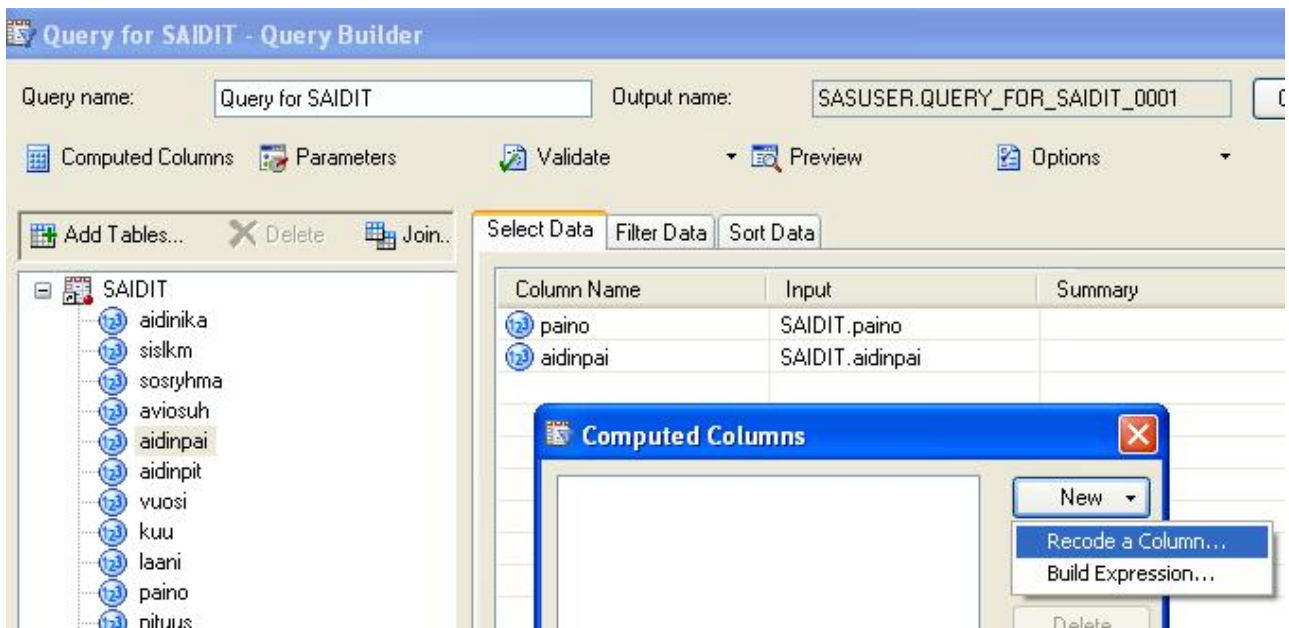 Query for SAIDIT - Query Builder
Query name: Query for SAIDIT Output name: SASUSER.QUERY_FOR_SAIDIT_0001
Computed Columns Parameters Validate Preview Options
Add Tables... Delete Join..
Select Data Filter Data Sort Data
SAIDIT
aidinika
sislkm
sosryhma
aviosuh
aidinpai
aidinpit
vuosi
kuu
laani
paino
pituus
Column Name Input Summary
paino SAIDIT.paino
aidinpai SAIDIT.aidinpai
Computed Columns
New
Recode a Column...
Build Expression...
Delete